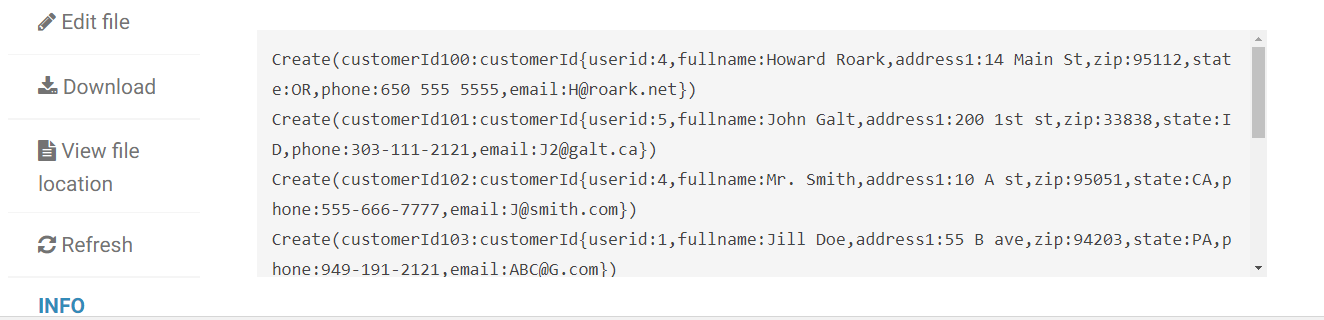 Edit file
Download
View file
location
Refresh
INFO
Create(customerId100:customerId{userid:4,fullname:Howard Roark,address1:14 Main St,zip:95112,stat
e:OR,phone:650 555 5555,email:H@roark.net})
Create(customerId101:customerId{userid:5,fullname:John Galt,address1:200 1st st,zip:33838,state:I
D,phone:303-111-2121,email:J2@galt.ca})
Create(customerId102:customerId{userid:4,fullname:Mr. Smith,address1:10 A st,zip:95051,state:CA,p
hone:555-666-7777,email:J@smith.com})
Create(customerId103:customerId{userid:1,fullname:Jill Doe,address1:55 B ave,zip:94203,state:PA,p
hone:949-191-2121,email:ABC@G.com})